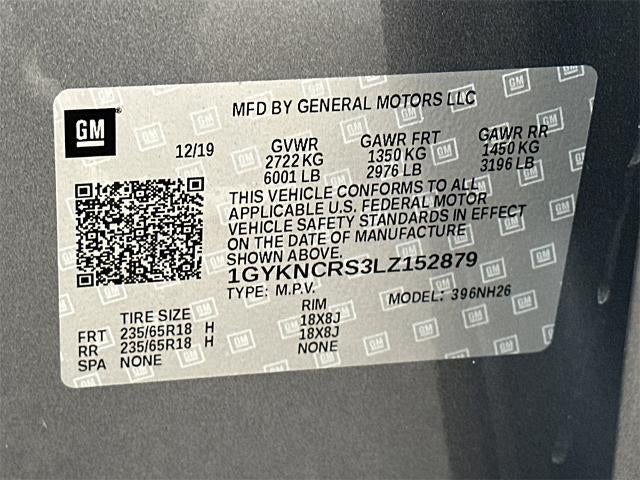 GM
MFD BY GENERAL MOTORS LLC
12/19 GVWR GAWR FRT GAWR RR
2722 KG 1350 KG 1450 KG
6001 LB 2976 LB 3196 LB
THIS VEHICLE CONFORMS TO ALL
APPLICABLE U.S. FEDERAL MOTOR
VEHICLE SAFETY STANDARDS IN EFFECT
ON THE DATE OF MANUFACTURE
SHOWN ABOVE.
1GYKNCRS3LZ152879
TYPE: M.P.V. MODEL: 396NH26
TIRE SIZE RIM
FRT 235/65R18 H 18X8J
RR 235/65R18 H 18X8J
SPA NONE NONE